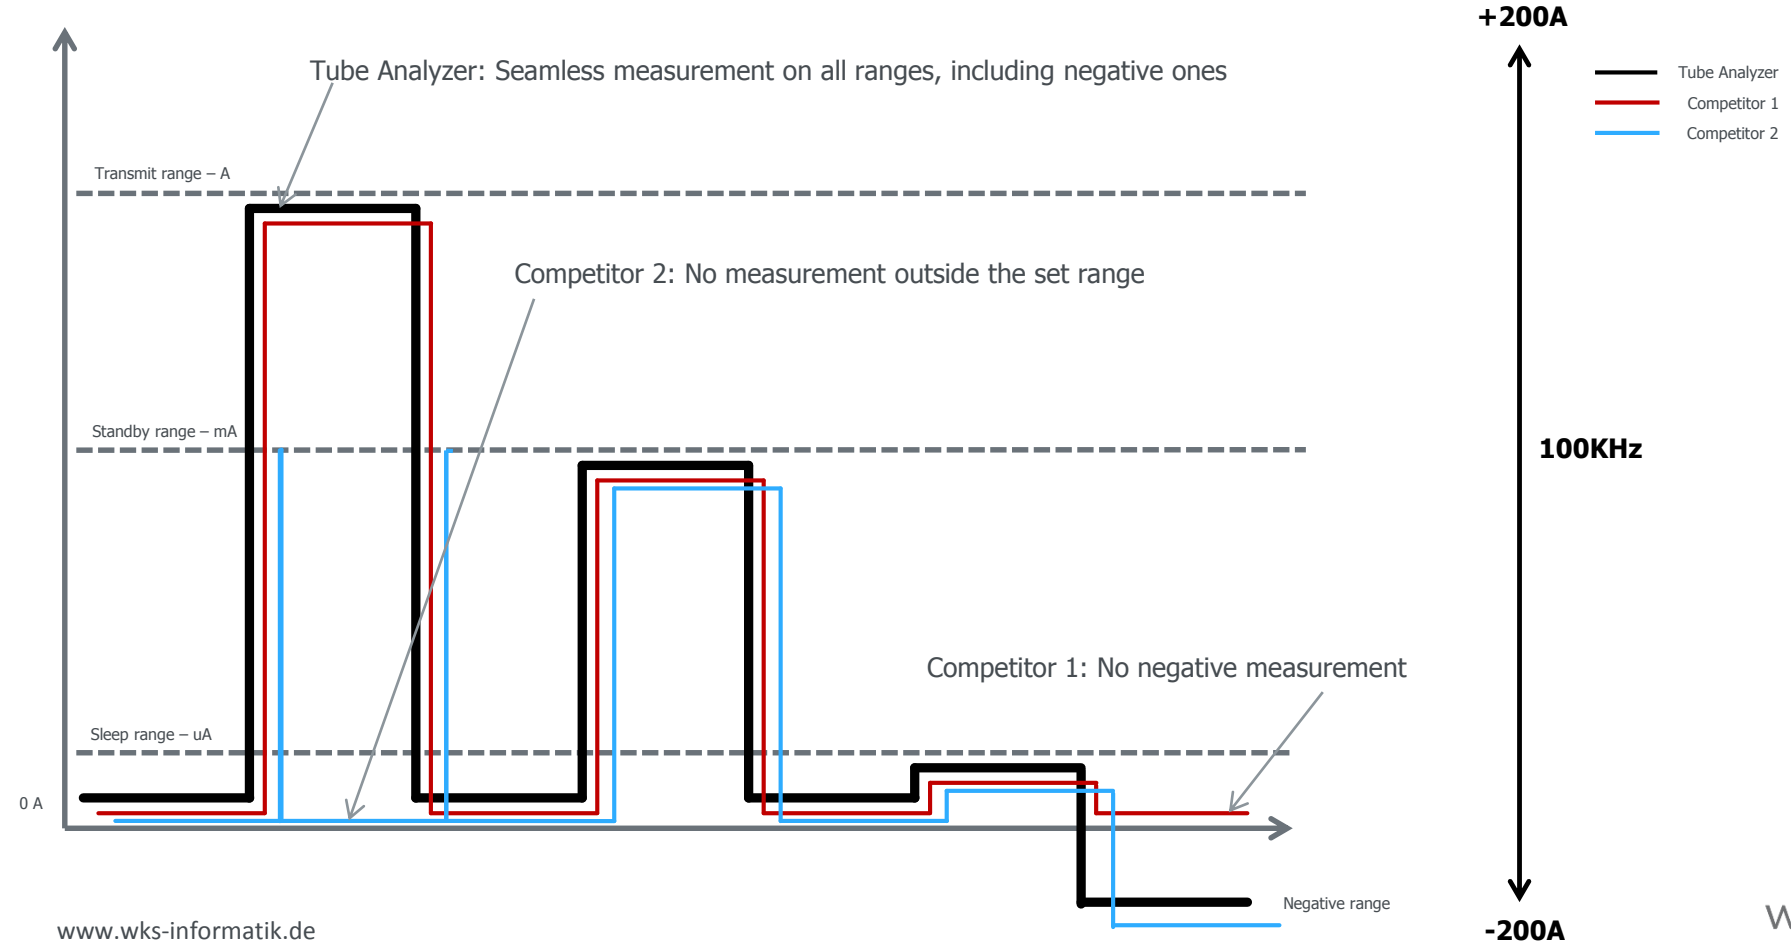 +200A
Tube Analyzer: Seamless measurement on all ranges, including negative ones
Tube Analyzer
Competitor 1
Competitor 2
Transmit range – A
Competitor 2: No measurement outside the set range
Standby range – mA
100KHz
Competitor 1: No negative measurement
Sleep range – uA
0 A
Negative range
www.wks-informatik.de
-200A
W